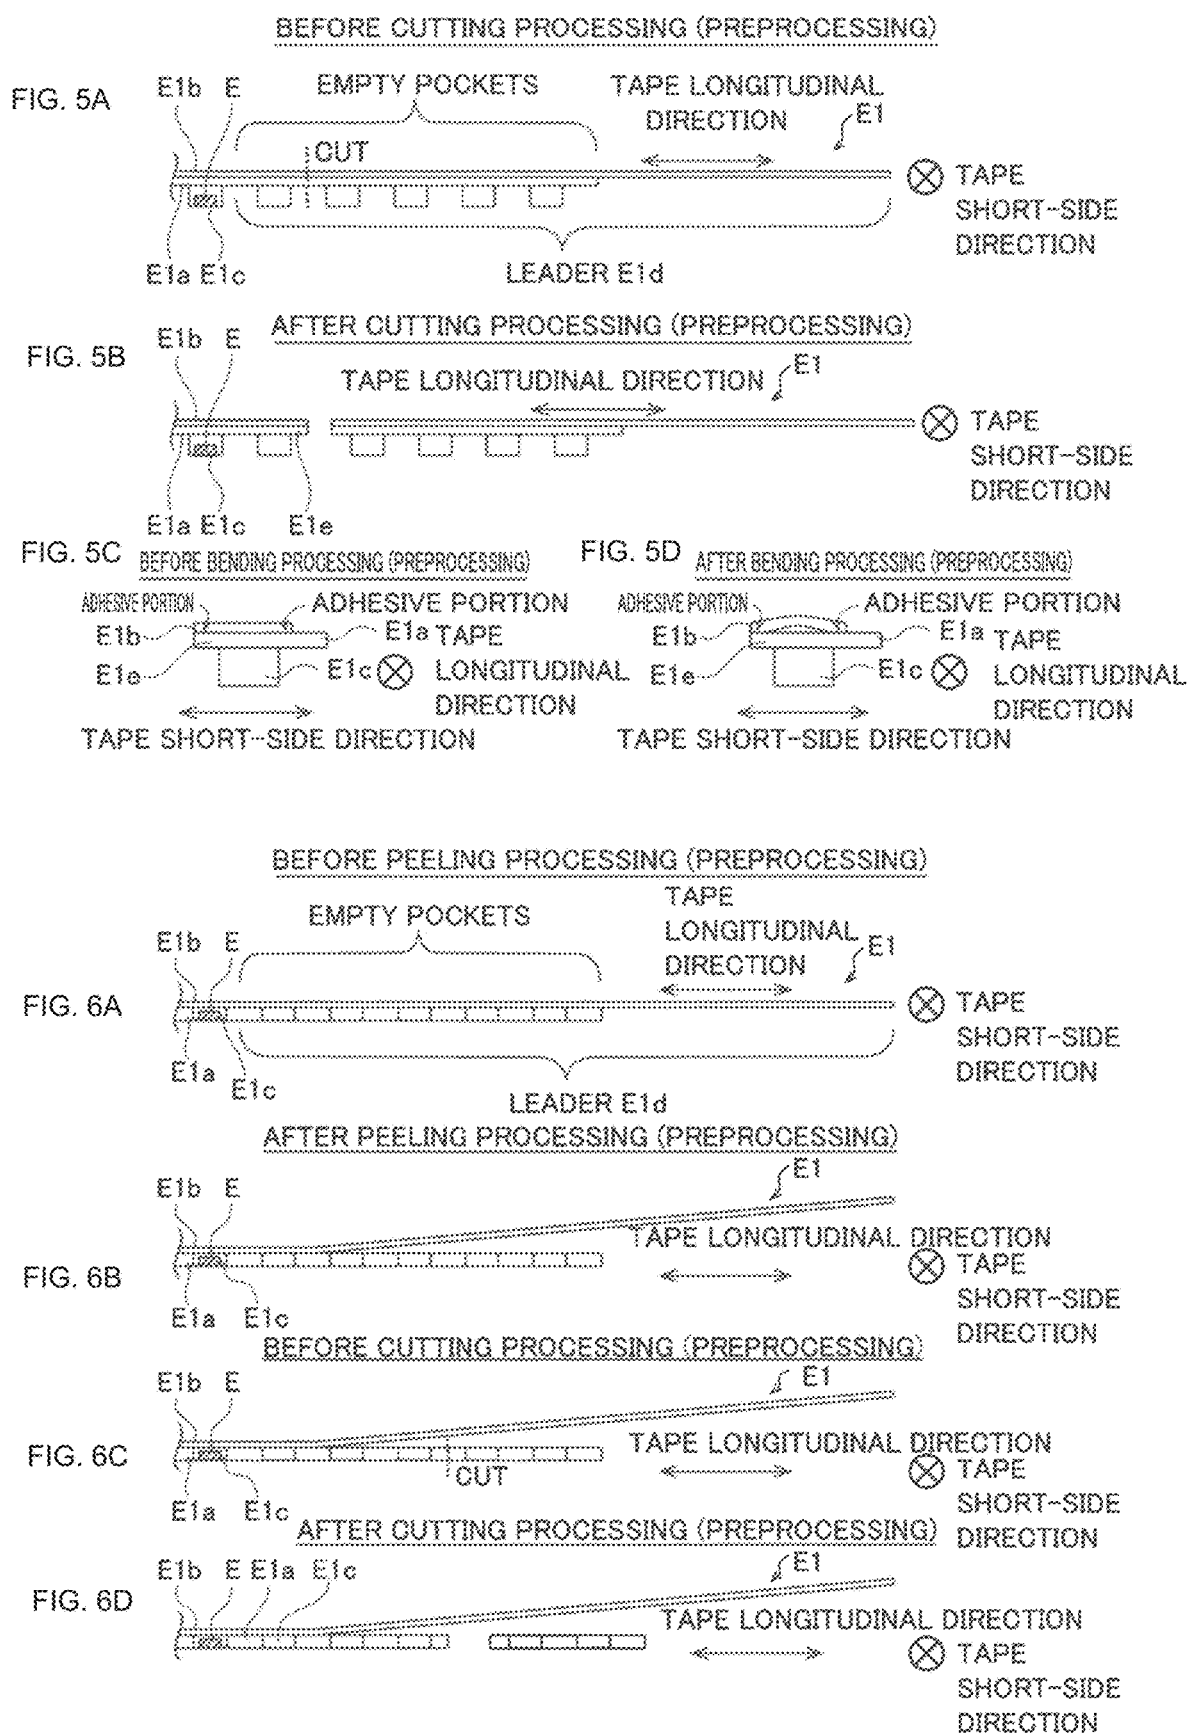 BEFORE CUTTING PROCESSING (PREPROCESSING)
FIG. 5A
E1b E
EMPTY POCKETS
TAPE LONGITUDINAL
DIRECTION
E1
CUT
TAPE
SHORT-SIDE
DIRECTION
E1a E1c
LEADER E1d
AFTER CUTTING PROCESSING (PREPROCESSING)
FIG. 5B
E1b E
TAPE LONGITUDINAL DIRECTION
E1
TAPE
SHORT-SIDE
DIRECTION
E1a E1c E1e
FIG. 5C
BEFORE BENDING PROCESSING (PREPROCESSING)
ADHESIVE PORTION
ADHESIVE PORTION
E1b
E1a
TAPE
LONGITUDINAL
DIRECTION
E1e
E1c
TAPE SHORT-SIDE DIRECTION
FIG. 5D
AFTER BENDING PROCESSING (PREPROCESSING)
ADHESIVE PORTION
ADHESIVE PORTION
E1b
E1a
TAPE
LONGITUDINAL
DIRECTION
E1e
E1c
TAPE SHORT-SIDE DIRECTION
BEFORE PEELING PROCESSING (PREPROCESSING)
FIG. 6A
E1b E
EMPTY POCKETS
TAPE
LONGITUDINAL
DIRECTION
E1
TAPE
SHORT-SIDE
DIRECTION
E1a
E1c
LEADER E1d
AFTER PEELING PROCESSING (PREPROCESSING)
FIG. 6B
E1b E
E1
TAPE LONGITUDINAL DIRECTION
TAPE
SHORT-SIDE
DIRECTION
E1a E1c
BEFORE CUTTING PROCESSING (PREPROCESSING)
FIG. 6C
E1b E
E1
TAPE LONGITUDINAL DIRECTION
CUT
TAPE
SHORT-SIDE
DIRECTION
E1a E1c
AFTER CUTTING PROCESSING (PREPROCESSING)
FIG. 6D
E1b E E1a E1c
E1
TAPE LONGITUDINAL DIRECTION
TAPE
SHORT-SIDE
DIRECTION